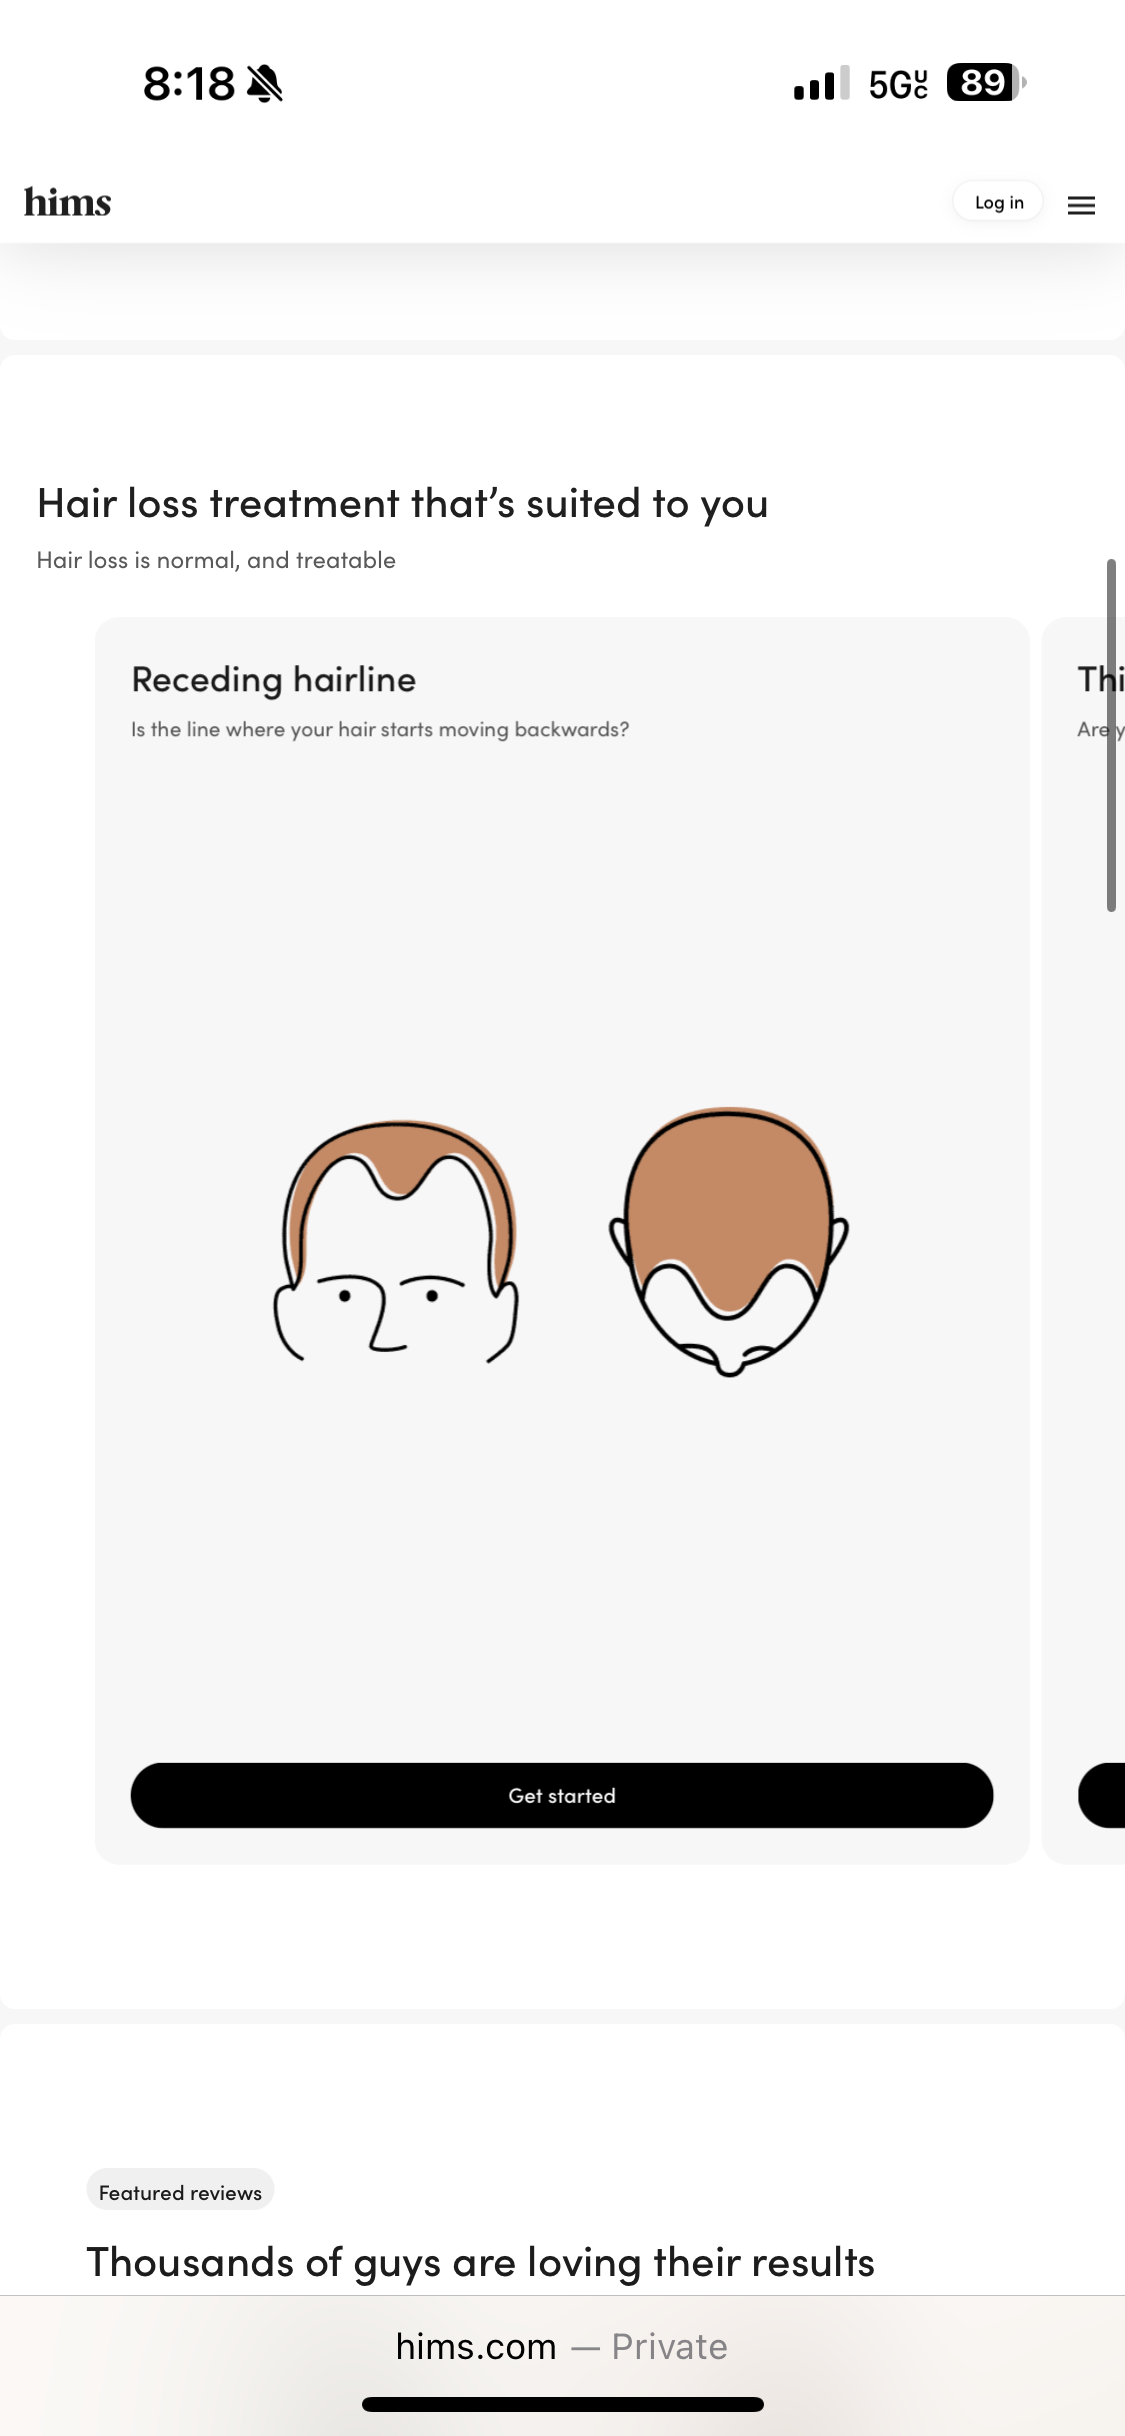 8:18
5G UC
89
hims
Log in
Hair loss treatment that’s suited to you
Hair loss is normal, and treatable
Receding hairline
Is the line where your hair starts moving backwards?
Thi
Are y
Get started
Featured reviews
Thousands of guys are loving their results
hims.com — Private